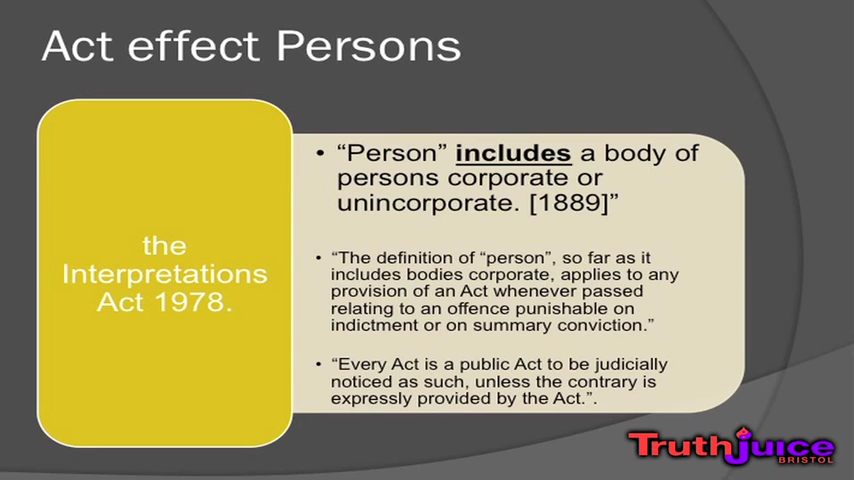 Act effect Persons
the
Interpretations
Act 1978.
• “Person” includes a body of
persons corporate or
unincorporate. [1889]”
• “The definition of “person”, so far as it
includes bodies corporate, applies to any
provision of an Act whenever passed
relating to an offence punishable on
indictment or on summary conviction.”
• “Every Act is a public Act to be judicially
noticed as such, unless the contrary is
expressly provided by the Act.”.
Truthjuice
BRISTOL